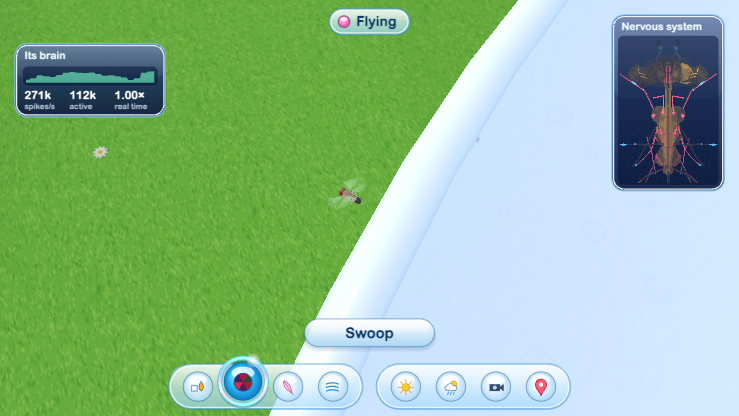 Flying
Its brain
271k 112k 1.00×
spikes/s active real time
Nervous system
Swoop